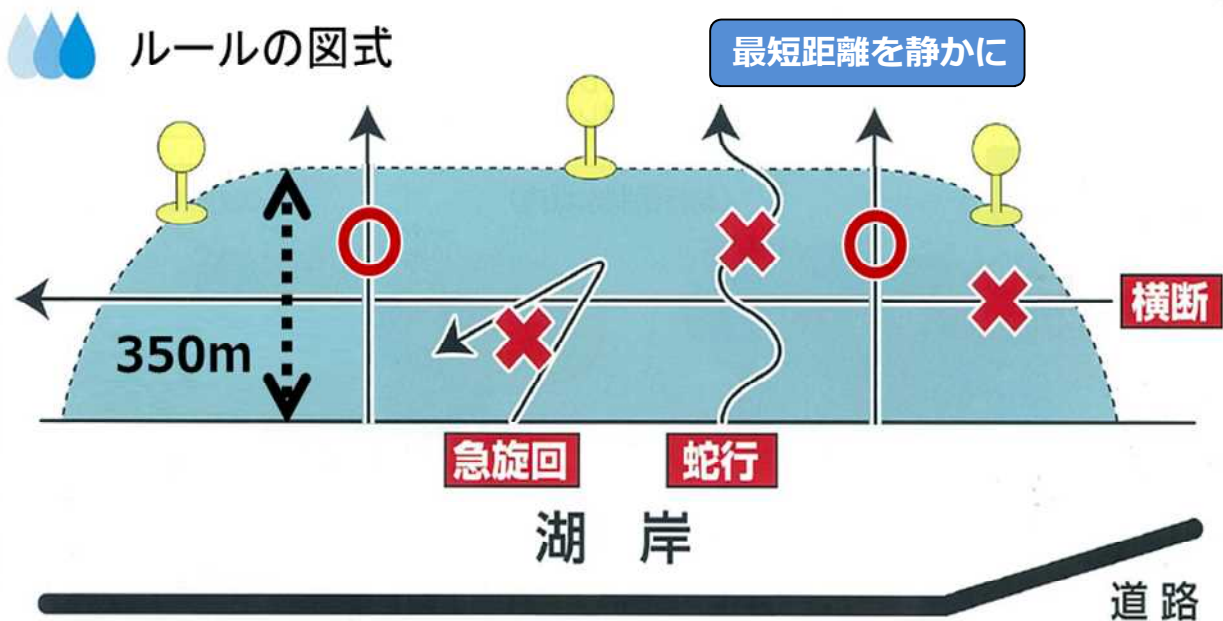 ルールの図式
最短距離を静かに
横断
350m
急旋回
蛇行
湖岸
道路